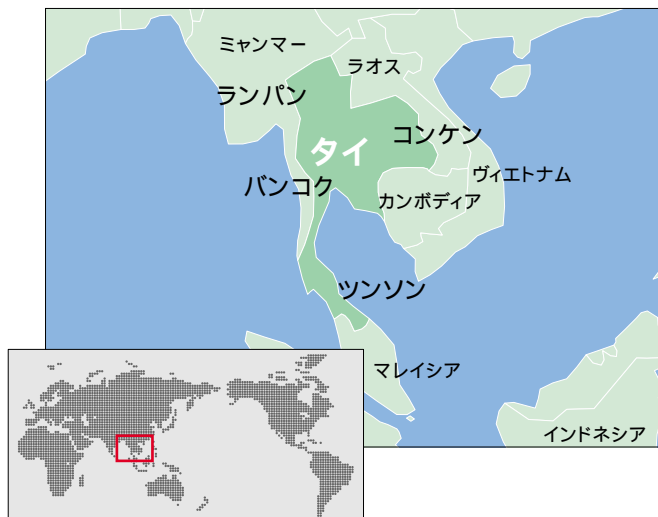 ミャンマー
ラオス
ランパン
コンケン
タイ
ヴィエトナム
バンコク
カンボディア
ツンソン
マレイシア
インドネシア